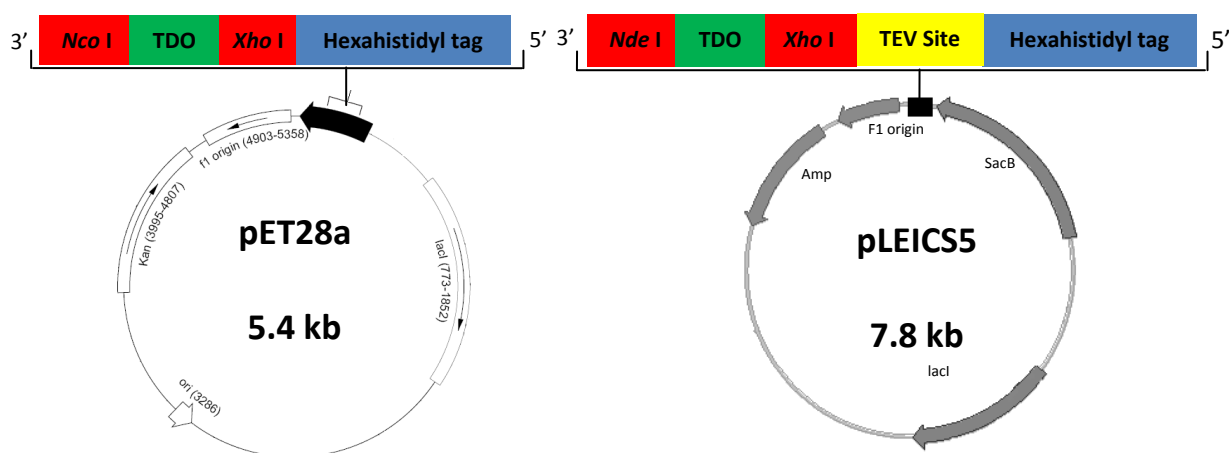 3’ Nco I TDO Xho I Hexahistidyl tag 5’
3’ Nde I TDO Xho I TEV Site Hexahistidyl tag 5’
f1 origin (4903-5358)
Kan (3995-4807)
lacI (773-1852)
ori (3286)
pET28a
5.4 kb
F1 origin
SacB
Amp
pLEICS5
7.8 kb
lacI